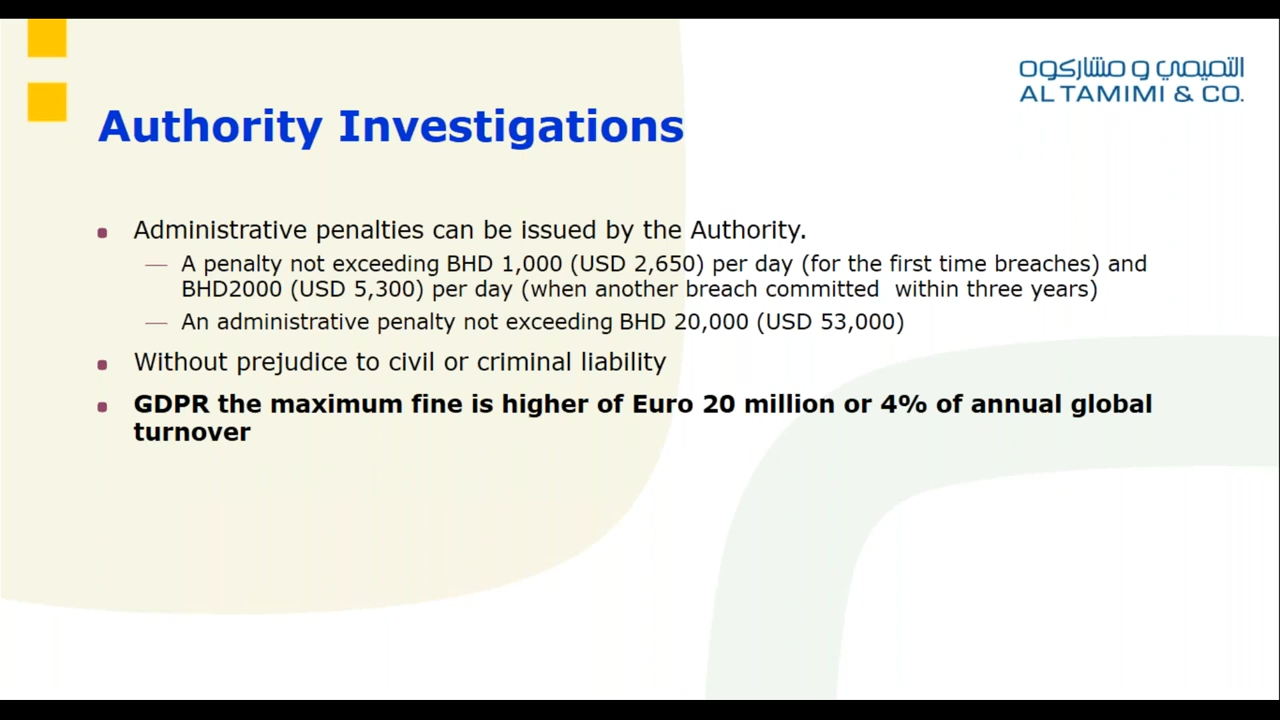 التميمي و مشاركوه
AL TAMIMI & CO.
Authority Investigations
Administrative penalties can be issued by the Authority.
— A penalty not exceeding BHD 1,000 (USD 2,650) per day (for the first time breaches) and
BHD2000 (USD 5,300) per day (when another breach committed  within three years)
— An administrative penalty not exceeding BHD 20,000 (USD 53,000)
Without prejudice to civil or criminal liability
GDPR the maximum fine is higher of Euro 20 million or 4% of annual global
turnover